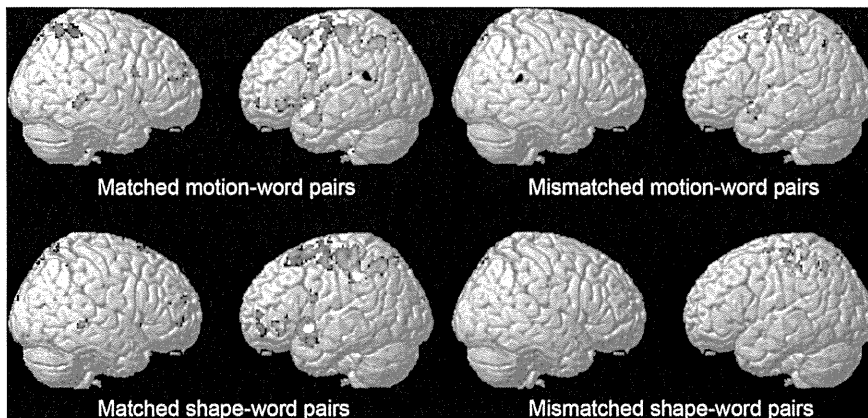 Matched motion-word pairs
Mismatched motion-word pairs
Matched shape-word pairs
Mismatched shape-word pairs